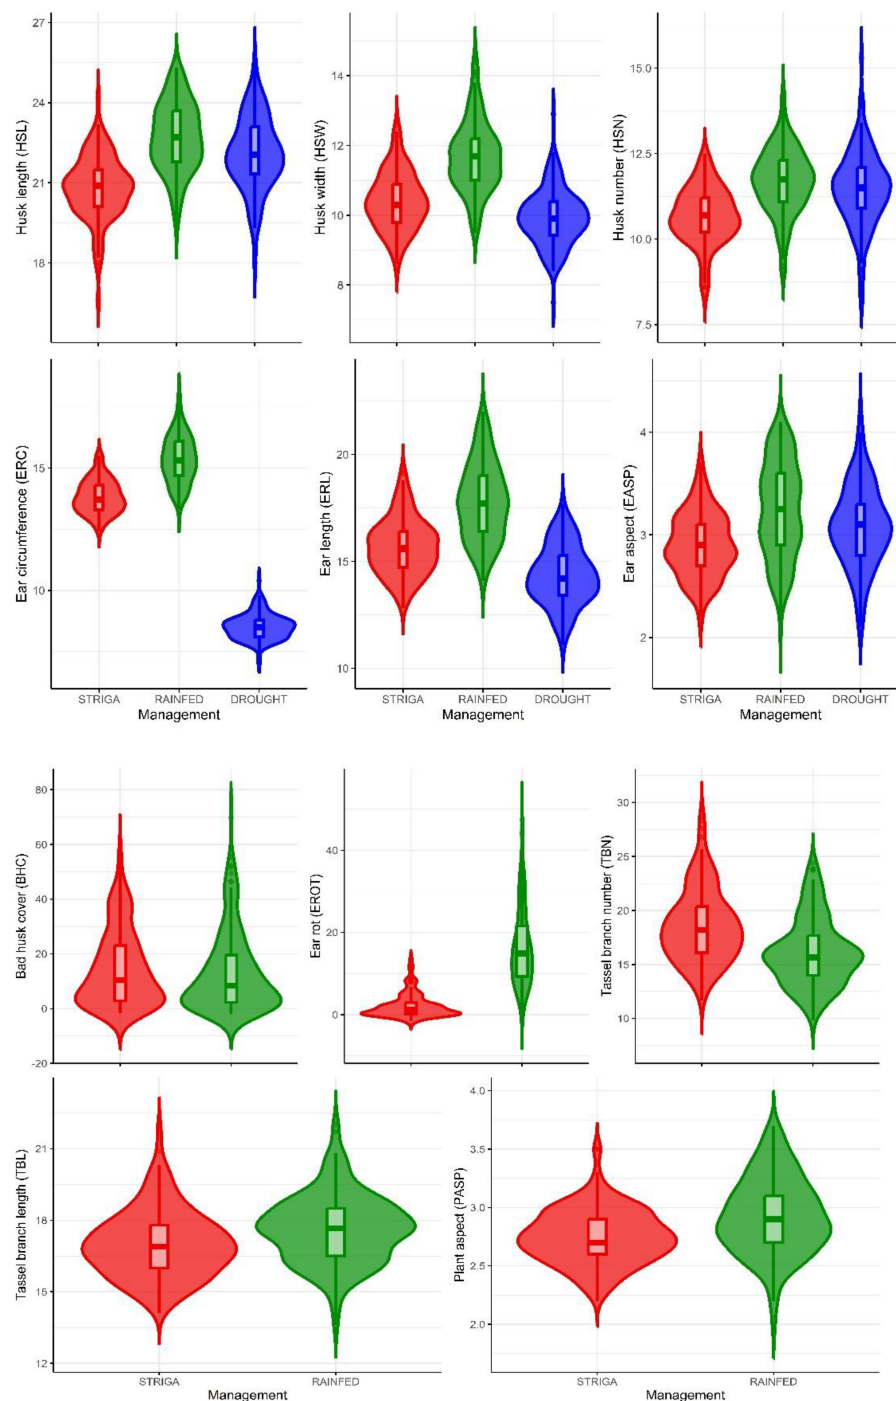 Husk length (HSL)
27
24
21
18
Husk width (HSW)
14
12
10
8
Husk number (HSN)
15.0
12.5
10.0
7.5
Ear circumference (ERC)
15
10
STRIGA RAINFED DROUGHT
Management
Ear length (ERL)
20
15
10
STRIGA RAINFED DROUGHT
Management
Ear aspect (EASP)
4
3
2
STRIGA RAINFED DROUGHT
Management
Bad husk cover (BHC)
80
60
40
20
0
-20
Ear rot (EROT)
40
20
0
Tassel branch number (TBN)
30
25
20
15
10
Tassel branch length (TBL)
21
18
15
12
STRIGA RAINFED
Management
Plant aspect (PASP)
4.0
3.5
3.0
2.5
2.0
STRIGA RAINFED
Management